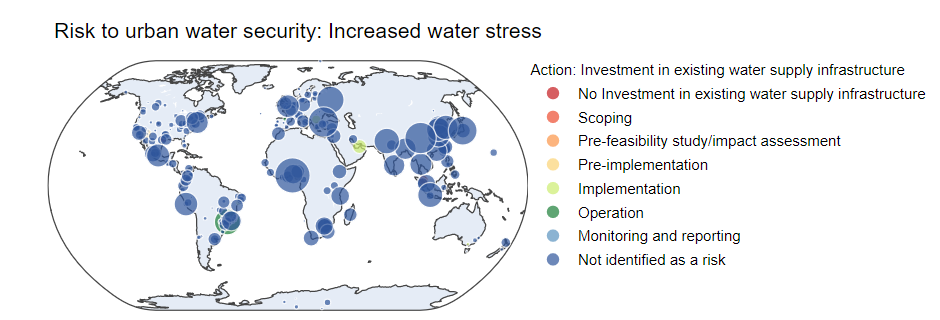 Risk to urban water security: Increased water stress
Action: Investment in existing water supply infrastructure
No Investment in existing water supply infrastructure
Scoping
Pre-feasibility study/impact assessment
Pre-implementation
Implementation
Operation
Monitoring and reporting
Not identified as a risk